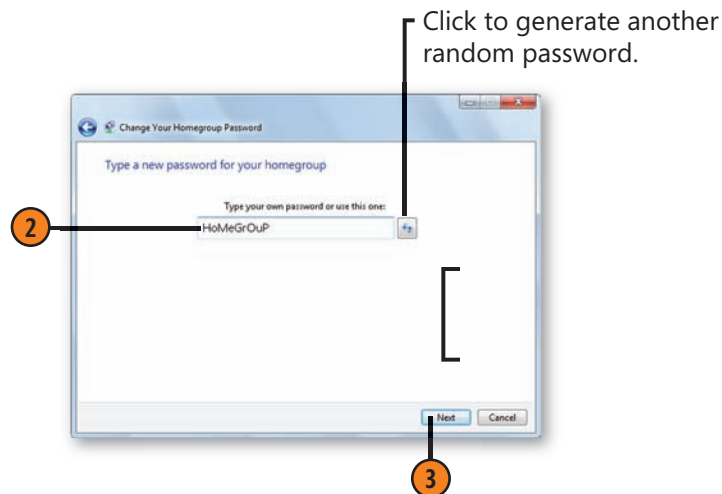 Click to generate another
random password.
Change Your Homegroup Password
Type a new password for your homegroup
Type your own password or use this one:
2
HoMeGrOuP
Next
Cancel
3